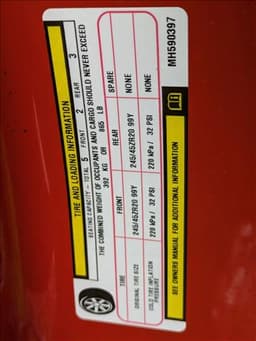 TIRE AND LOADING INFORMATION
SEATING CAPACITY - TOTAL 5 FRONT 2 REAR 3
THE COMBINED WEIGHT OF OCCUPANTS AND CARGO SHOULD NEVER EXCEED
392 KG OR 865 LB
TIRE FRONT REAR SPARE
ORIGINAL TIRE SIZE 245/45ZR20 99Y 245/45ZR20 99Y NONE
COLD TIRE INFLATION PRESSURE 220 kPa / 32 PSI 220 kPa / 32 PSI NONE
SEE OWNERS MANUAL FOR ADDITIONAL INFORMATION
MH590397